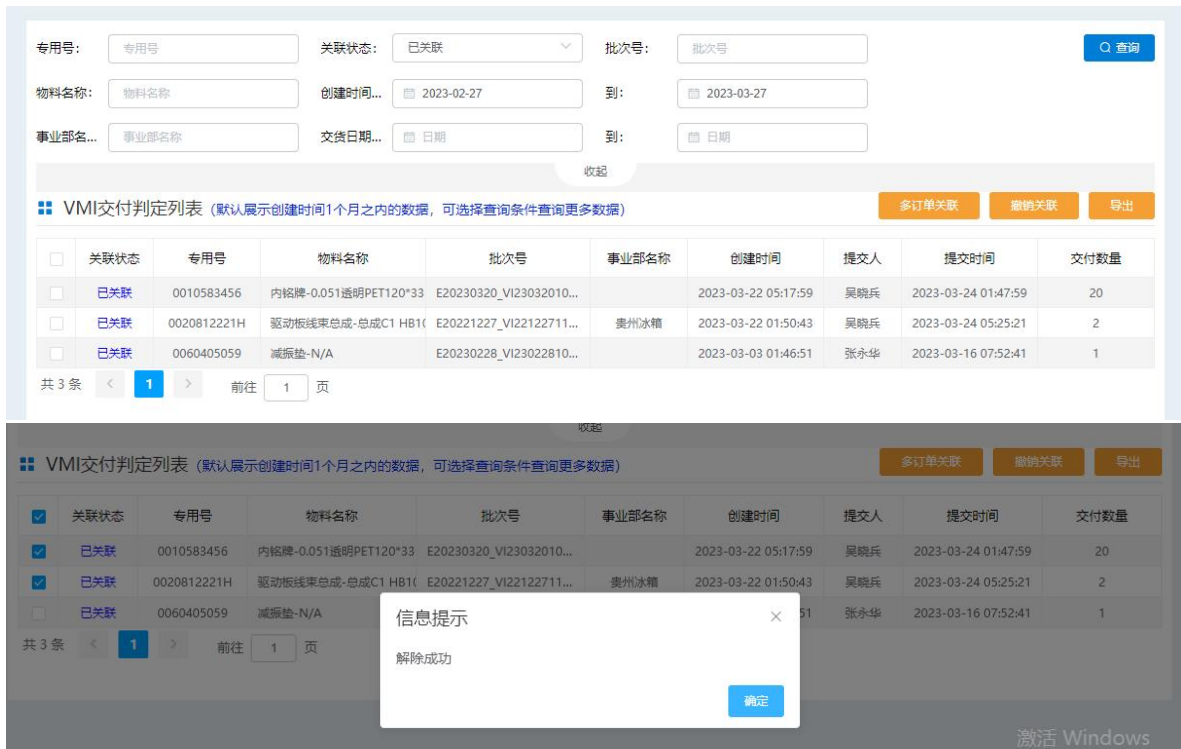 专用号: 专用号 关联状态: 已关联 批次号: 批次号 查询
物料名称: 物料名称 创建时间... 2023-02-27 到: 2023-03-27
事业部名... 事业部名称 交货日期... 日期 到: 日期
收起
VMI交付判定列表 (默认展示创建时间1个月之内的数据，可选择查询条件查询更多数据) 多订单关联 撤销关联 导出
关联状态 专用号 物料名称 批次号 事业部名称 创建时间 提交人 提交时间 交付数量
已关联 0010583456 内铭牌-0.051透明PET120*33 E20230320_VI23032010... 2023-03-22 05:17:59 吴晓兵 2023-03-24 01:47:59 20
已关联 0020812221H 驱动板线束总成-总成C1 HB1( E20221227_VI22122711... 贵州冰箱 2023-03-22 01:50:43 吴晓兵 2023-03-24 05:25:21 2
已关联 0060405059 减振垫-N/A E20230228_VI23022810... 2023-03-03 01:46:51 张永华 2023-03-16 07:52:41 1
共 3 条 < 1 > 前往 1 页
收起
VMI交付判定列表 (默认展示创建时间1个月之内的数据，可选择查询条件查询更多数据) 多订单关联 撤销关联 导出
关联状态 专用号 物料名称 批次号 事业部名称 创建时间 提交人 提交时间 交付数量
已关联 0010583456 内铭牌-0.051透明PET120*33 E20230320_VI23032010... 2023-03-22 05:17:59 吴晓兵 2023-03-24 01:47:59 20
已关联 0020812221H 驱动板线束总成-总成C1 HB1( E20221227_VI22122711... 贵州冰箱 2023-03-22 01:50:43 吴晓兵 2023-03-24 05:25:21 2
已关联 0060405059 减振垫-N/A 51 张永华 2023-03-16 07:52:41 1
信息提示
共 3 条 < 1 > 前往 1 页
解除成功
确定
激活 Windows